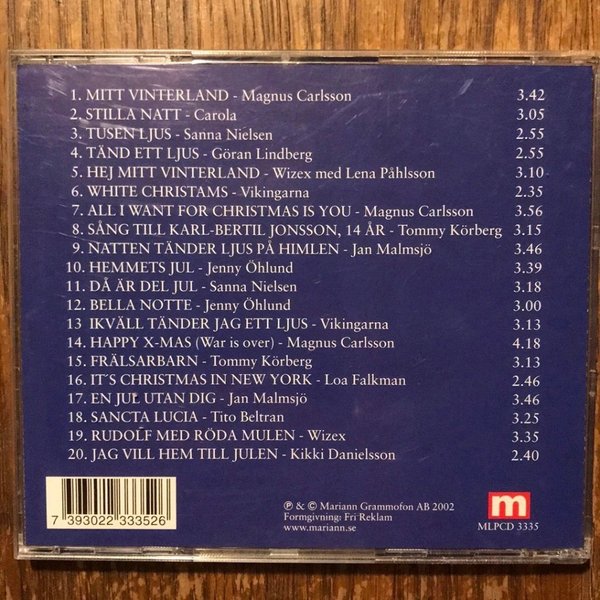 1. MITT VINTERLAND - Magnus Carlsson 3.42
2. STILLA NATT - Carola 3.05
3. TUSEN LJUS - Sanna Nielsen 2.55
4. TÄND ETT LJUS - Göran Lindberg 2.55
5. HEJ MITT VINTERLAND - Wizex med Lena Påhlsson 3.10
6. WHITE CHRISTAMS - Vikingarna 2.35
7. ALL I WANT FOR CHRISTMAS IS YOU - Magnus Carlsson 3.56
8. SÅNG TILL KARL-BERTIL JONSSON, 14 ÅR - Tommy Körberg 3.15
9. NATTEN TÄNDER LJUS PÅ HIMLEN - Jan Malmsjö 3.46
10. HEMMETS JUL - Jenny Öhlund 3.39
11. DÅ ÄR DEL JUL - Sanna Nielsen 3.18
12. BELLA NOTTE - Jenny Öhlund 3.00
13 IKVÄLL TÄNDER JAG ETT LJUS - Vikingarna 3.13
14. HAPPY X-MAS (War is over) - Magnus Carlsson 4.18
15. FRÄLSARBARN - Tommy Körberg 3.13
16. IT´S CHRISTMAS IN NEW YORK - Loa Falkman 2.46
17. EN JUL UTAN DIG - Jan Malmsjö 3.46
18. SANCTA LUCIA - Tito Beltran 3.25
19. RUDOLF MED RÖDA MULEN - Wizex 3.35
20. JAG VILL HEM TILL JULEN - Kikki Danielsson 2.40
7 393022 333526
℗ & © Mariann Grammofon AB 2002
Formgivning: Fri Reklam
www.mariann.se
m
MLPCD 3335